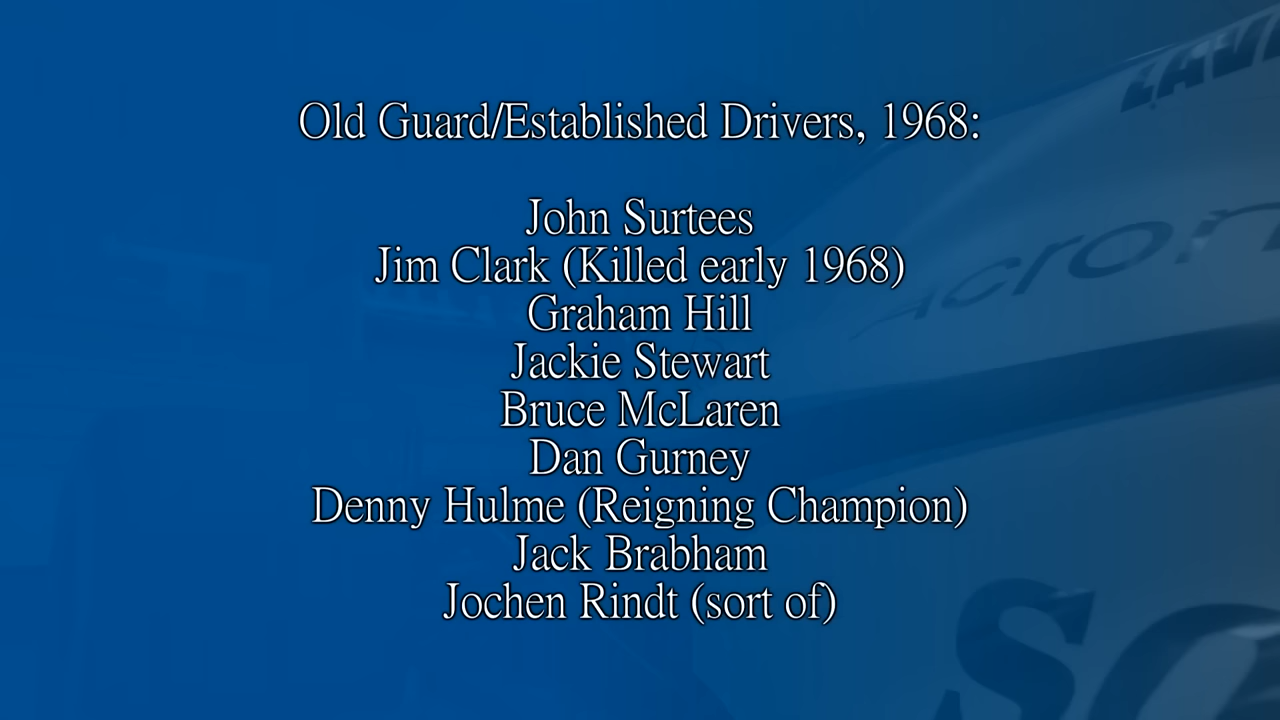 Old Guard/Established Drivers, 1968:
John Surtees
Jim Clark (Killed early 1968)
Graham Hill
Jackie Stewart
Bruce McLaren
Dan Gurney
Denny Hulme (Reigning Champion)
Jack Brabham
Jochen Rindt (sort of)